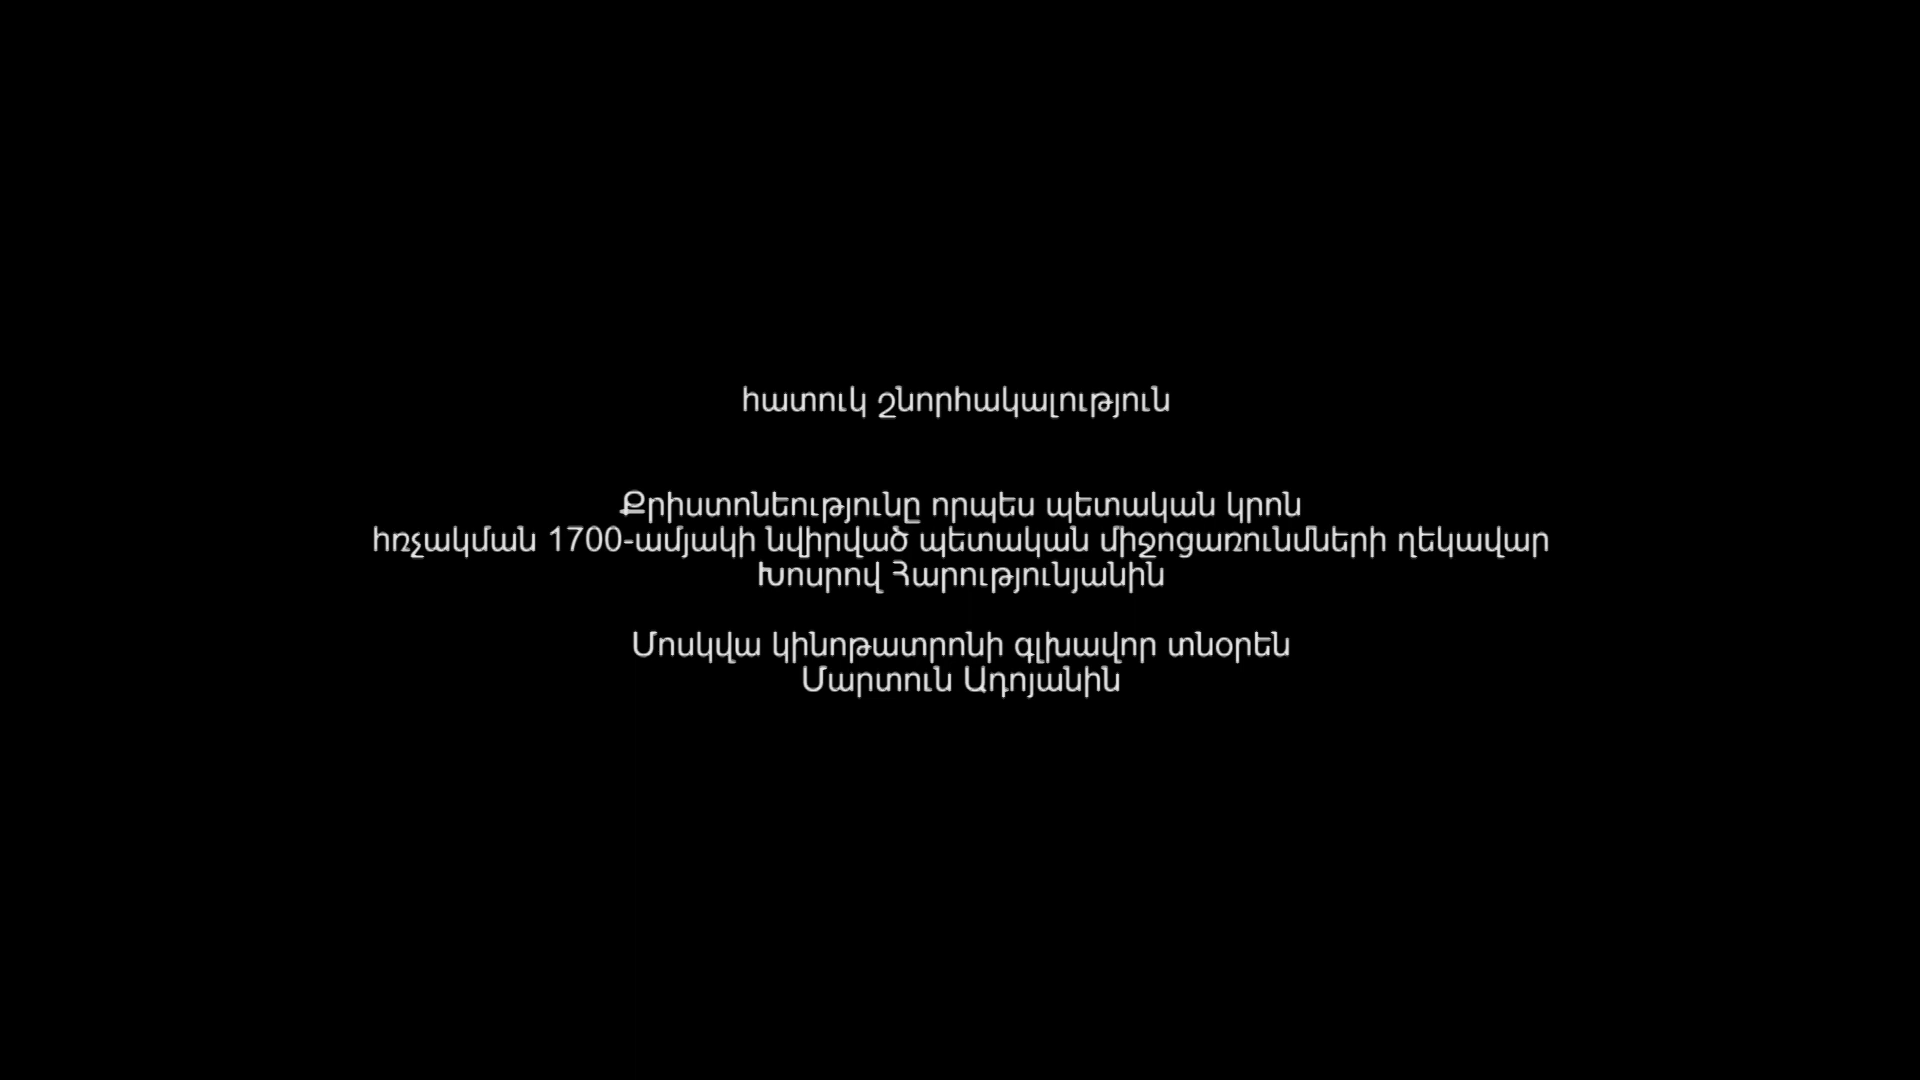 հատուկ շնորհակալություն
Քրիստոնեությունը որպես պետական կրոն
հռչակման 1700-ամյակի նվիրված պետական միջոցառունմների ղեկավար
Խոսրով Հարությունյանին
Մոսկվա կինոթատրոնի գլխավոր տնօրեն
Մարտուն Ադոյանին